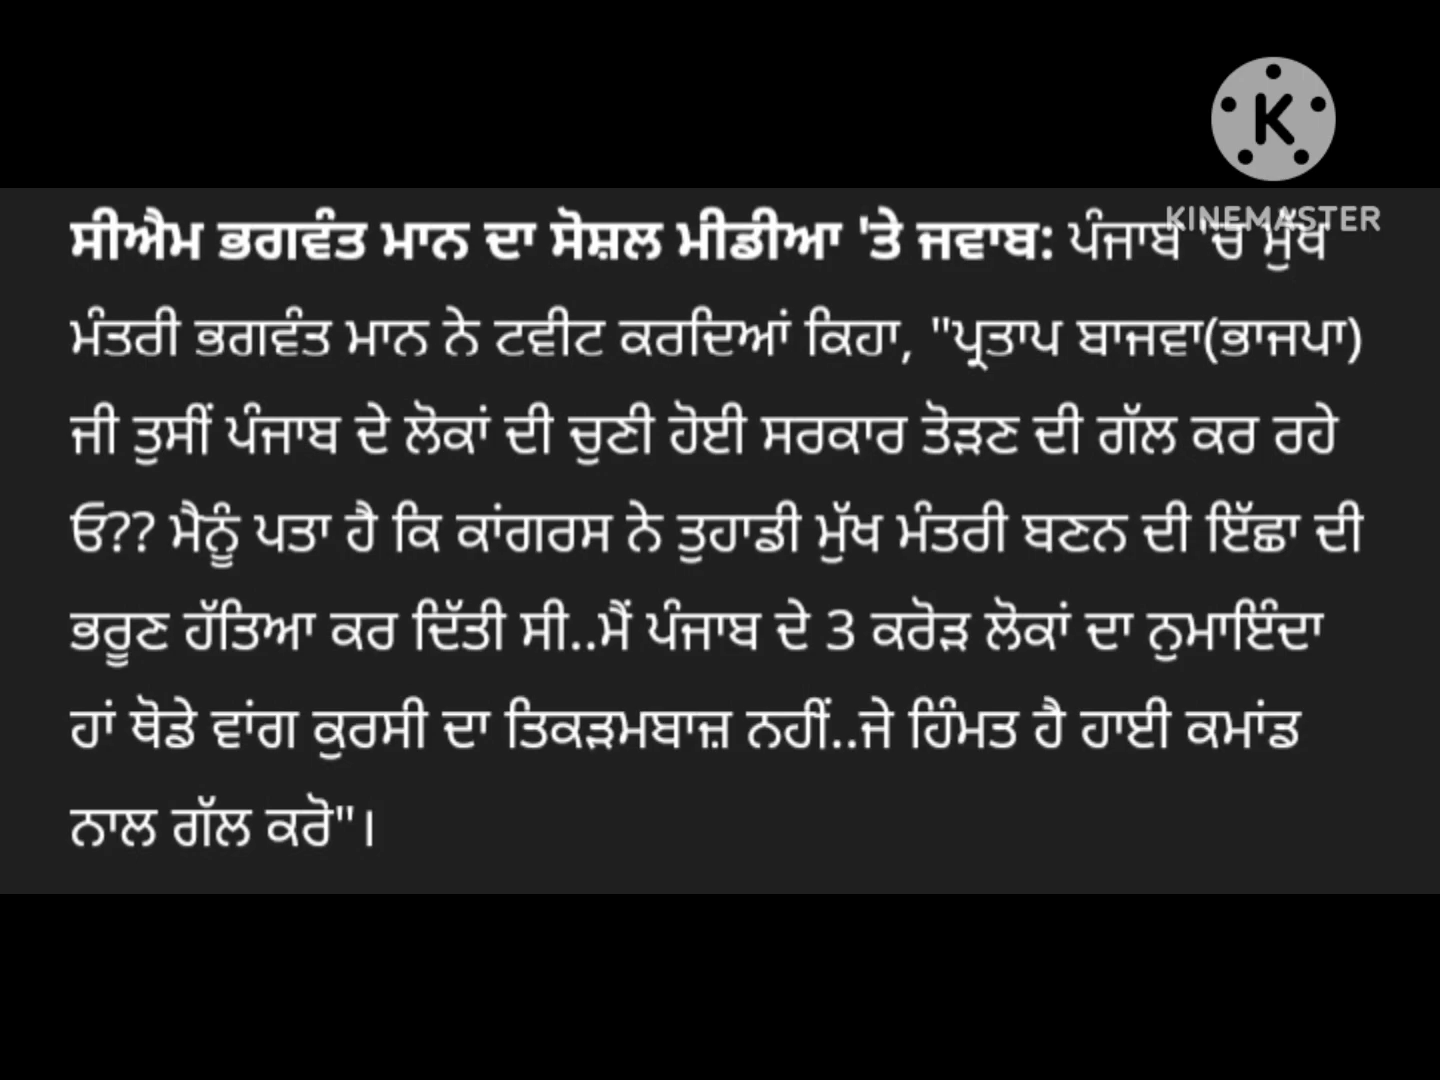 KINEMASTER
ਸੀਐਮ ਭਗਵੰਤ ਮਾਨ ਦਾ ਸੋਸ਼ਲ ਮੀਡੀਆ 'ਤੇ ਜਵਾਬ: ਪੰਜਾਬ 'ਚ ਮੁੱਖ
ਮੰਤਰੀ ਭਗਵੰਤ ਮਾਨ ਨੇ ਟਵੀਟ ਕਰਦਿਆਂ ਕਿਹਾ, "ਪ੍ਰਤਾਪ ਬਾਜਵਾ(ਭਾਜਪਾ)
ਜੀ ਤੁਸੀਂ ਪੰਜਾਬ ਦੇ ਲੋਕਾਂ ਦੀ ਚੁਣੀ ਹੋਈ ਸਰਕਾਰ ਤੋੜਣ ਦੀ ਗੱਲ ਕਰ ਰਹੇ
ਓ?? ਮੈਨੂੰ ਪਤਾ ਹੈ ਕਿ ਕਾਂਗਰਸ ਨੇ ਤੁਹਾਡੀ ਮੁੱਖ ਮੰਤਰੀ ਬਣਨ ਦੀ ਇੱਛਾ ਦੀ
ਭਰੂਣ ਹੱਤਿਆ ਕਰ ਦਿੱਤੀ ਸੀ..ਮੈਂ ਪੰਜਾਬ ਦੇ 3 ਕਰੋੜ ਲੋਕਾਂ ਦਾ ਨੁਮਾਇੰਦਾ
ਹਾਂ ਥੋਡੇ ਵਾਂਗ ਕੁਰਸੀ ਦਾ ਤਿਕੜਮਬਾਜ਼ ਨਹੀਂ..ਜੇ ਹਿੰਮਤ ਹੈ ਹਾਈ ਕਮਾਂਡ
ਨਾਲ ਗੱਲ ਕਰੋ"।